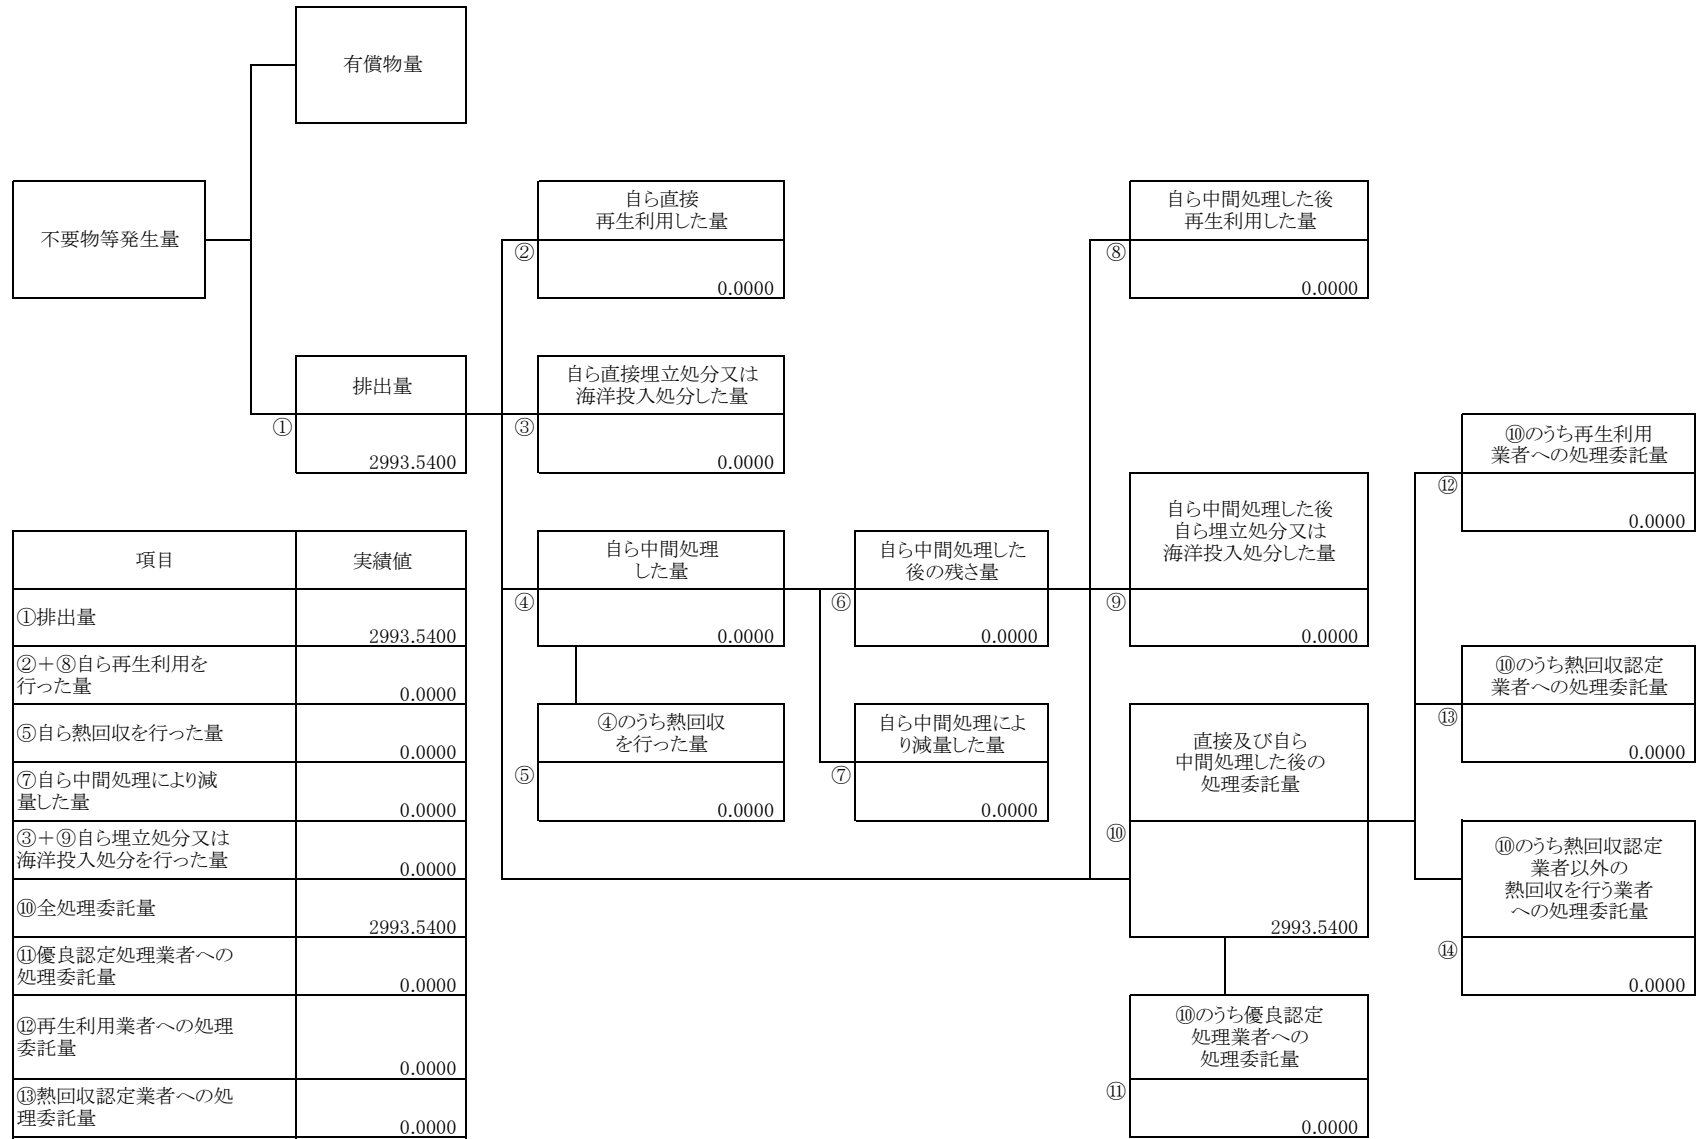 有償物量
不要物等発生量
自ら直接
再生利用した量
②
0.0000
自ら中間処理した後
再生利用した量
⑧
0.0000
排出量
①
2993.5400
自ら直接埋立処分又は
海洋投入処分した量
③
0.0000
⑩のうち再生利用
業者への処理委託量
⑫
0.0000
自ら中間処理
した量
④
0.0000
自ら中間処理した
後の残さ量
⑥
0.0000
自ら中間処理した後
自ら埋立処分又は
海洋投入処分した量
⑨
0.0000
⑩のうち熱回収認定
業者への処理委託量
⑬
0.0000
④のうち熱回収
を行った量
⑤
0.0000
自ら中間処理によ
り減量した量
⑦
0.0000
直接及び自ら
中間処理した後の
処理委託量
⑩
2993.5400
⑩のうち熱回収認定
業者以外の
熱回収を行う業者
への処理委託量
⑭
0.0000
⑩のうち優良認定
処理業者への
処理委託量
⑪
0.0000
項目 実績値
①排出量
2993.5400
②+⑧自ら再生利用を
行った量
0.0000
⑤自ら熱回収を行った量
0.0000
⑦自ら中間処理により減
量した量
0.0000
③+⑨自ら埋立処分又は
海洋投入処分を行った量
0.0000
⑩全処理委託量
2993.5400
⑪優良認定処理業者への
処理委託量
0.0000
⑫再生利用業者への処理
委託量
0.0000
⑬熱回収認定業者への処
理委託量
0.0000